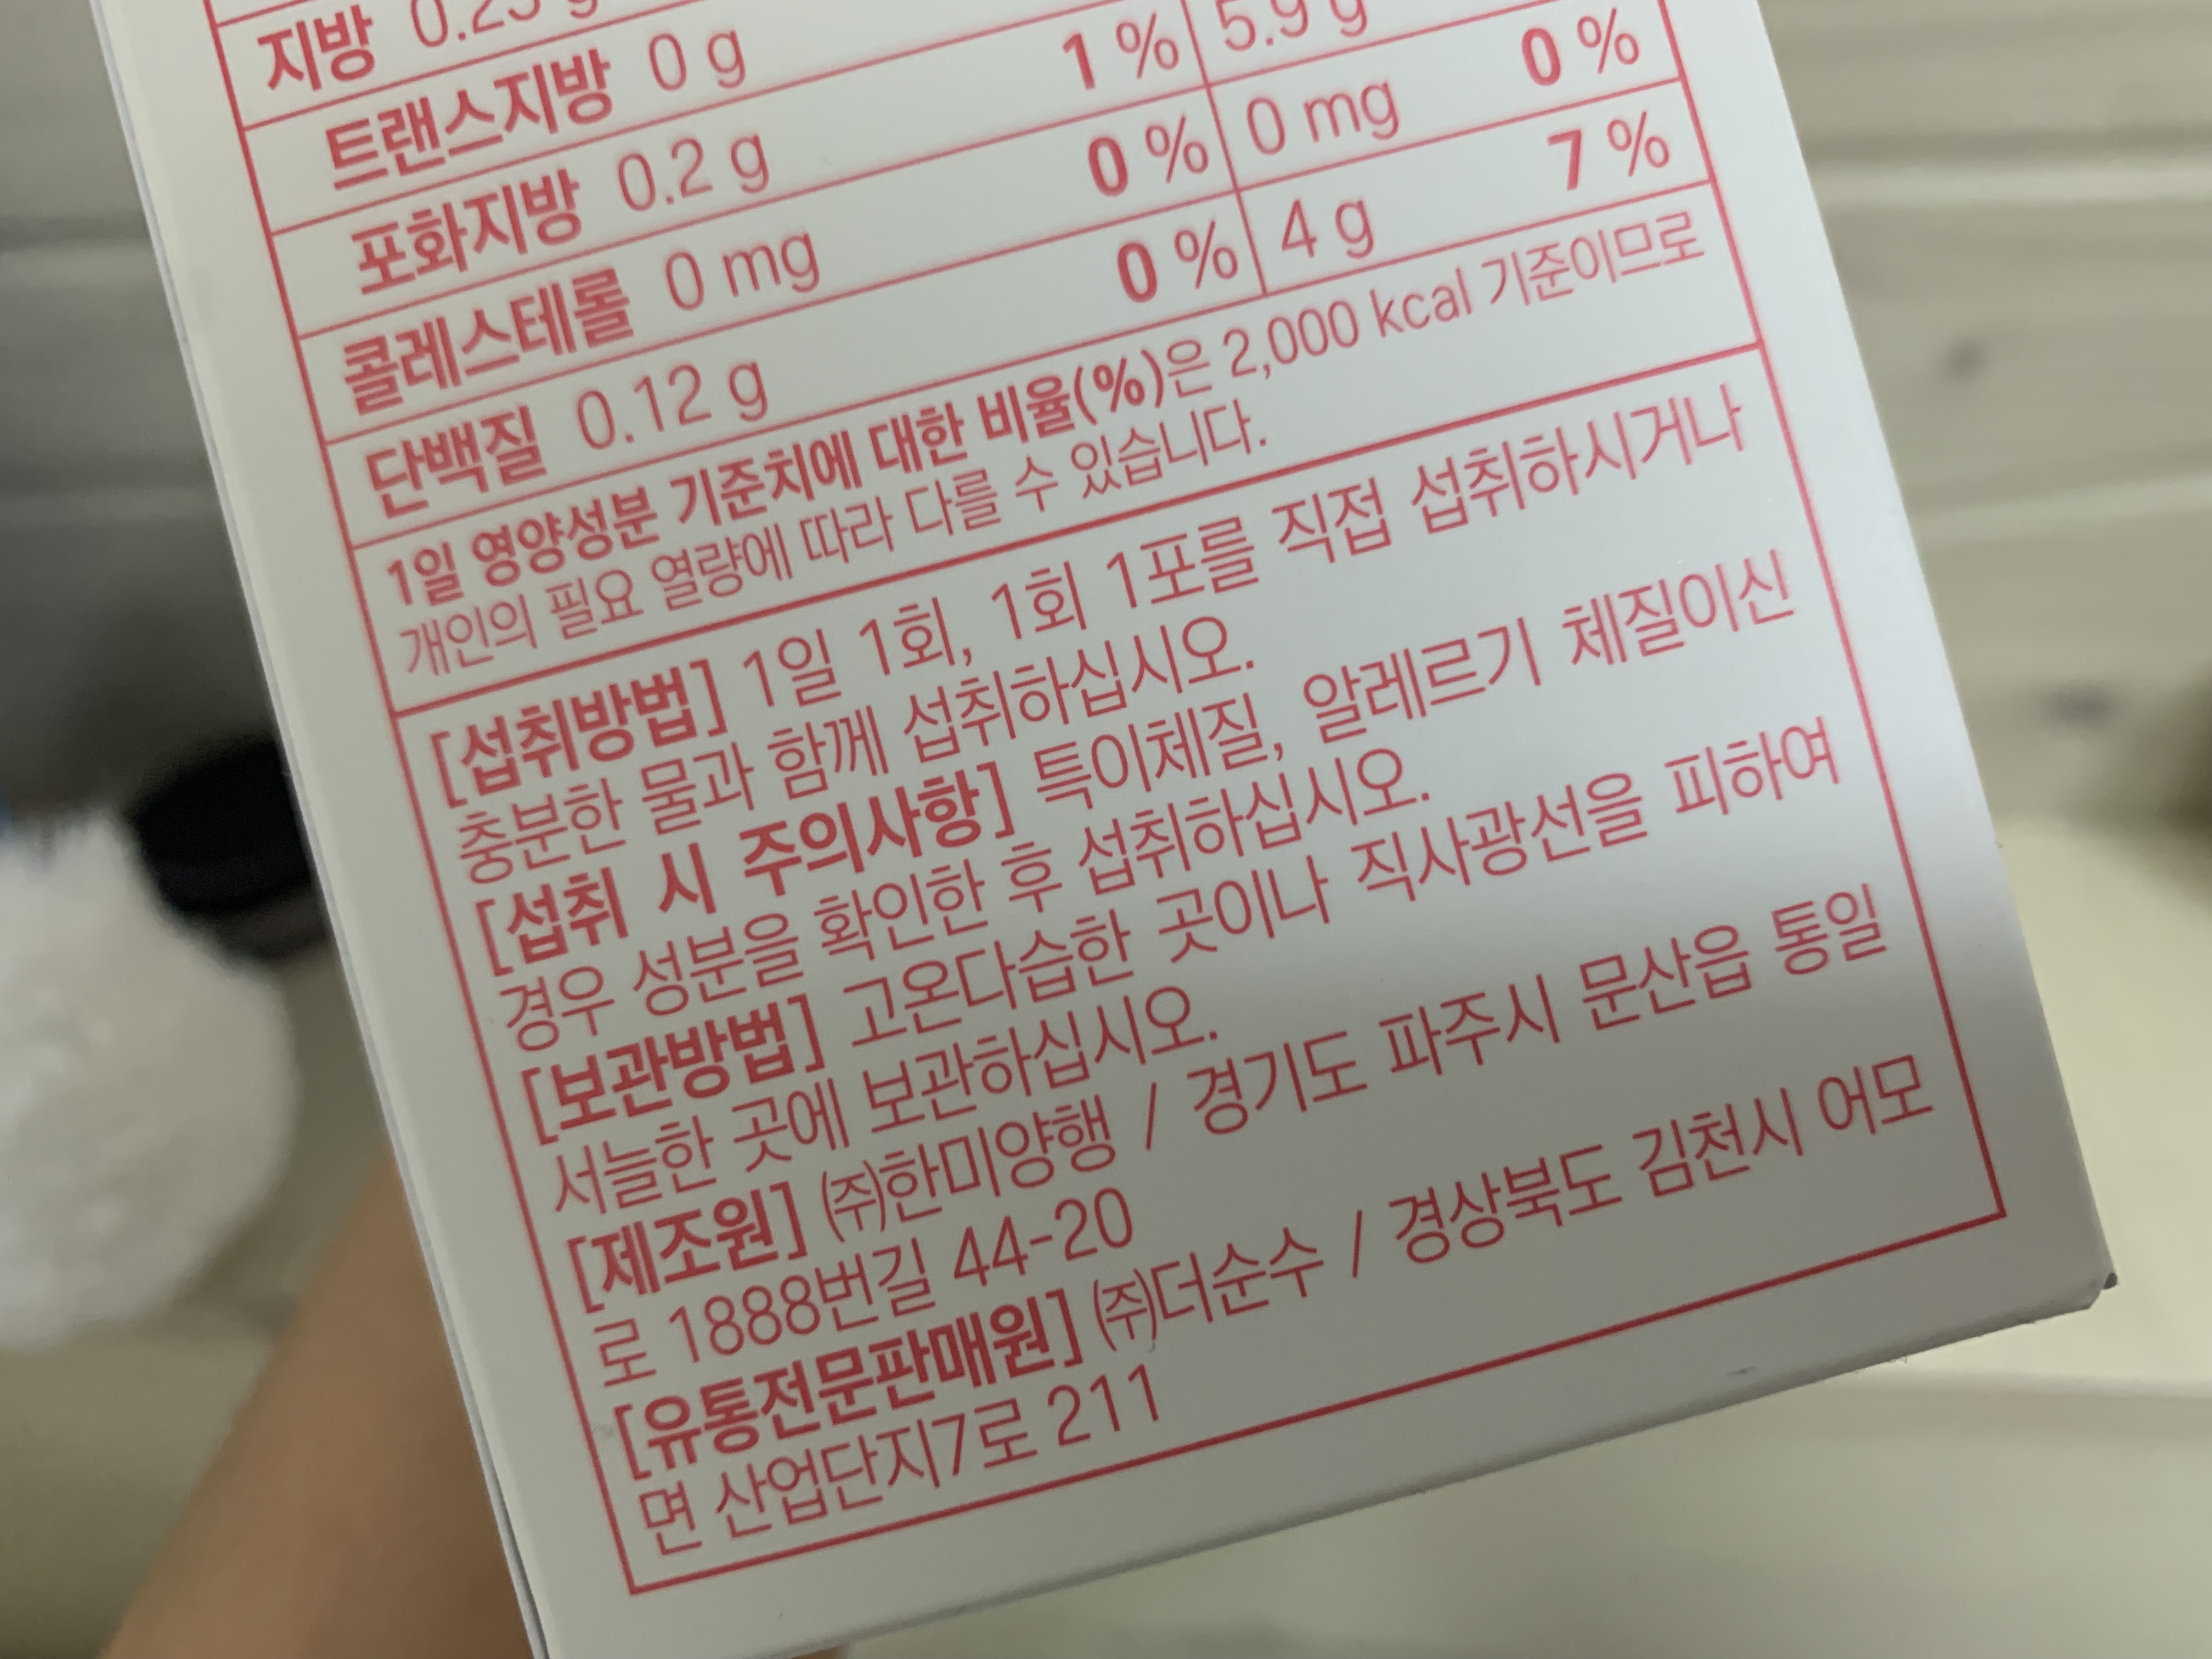 지방
트랜스지방 0 g
포화지방 0.2 g 1 % 5.9 g
콜레스테롤 0 mg 0 % 0 mg 0 %
단백질 0.12 g 0 % 4 g 7 %
1일 영양성분 기준치에 대한 비율(%)은 2,000 kcal 기준이므로
개인의 필요 열량에 따라 다를 수 있습니다.
[섭취방법] 1일 1회, 1회 1포를 직접 섭취하시거나
충분한 물과 함께 섭취하십시오.
[섭취 시 주의사항] 특이체질, 알레르기 체질이신
경우 성분을 확인한 후 섭취하십시오.
[보관방법] 고온다습한 곳이나 직사광선을 피하여
서늘한 곳에 보관하십시오.
[제조원] ㈜한미양행 / 경기도 파주시 문산읍 통일
로 1888번길 44-20
[유통전문판매원] ㈜더순수 / 경상북도 김천시 어모
면 산업단지7로 211